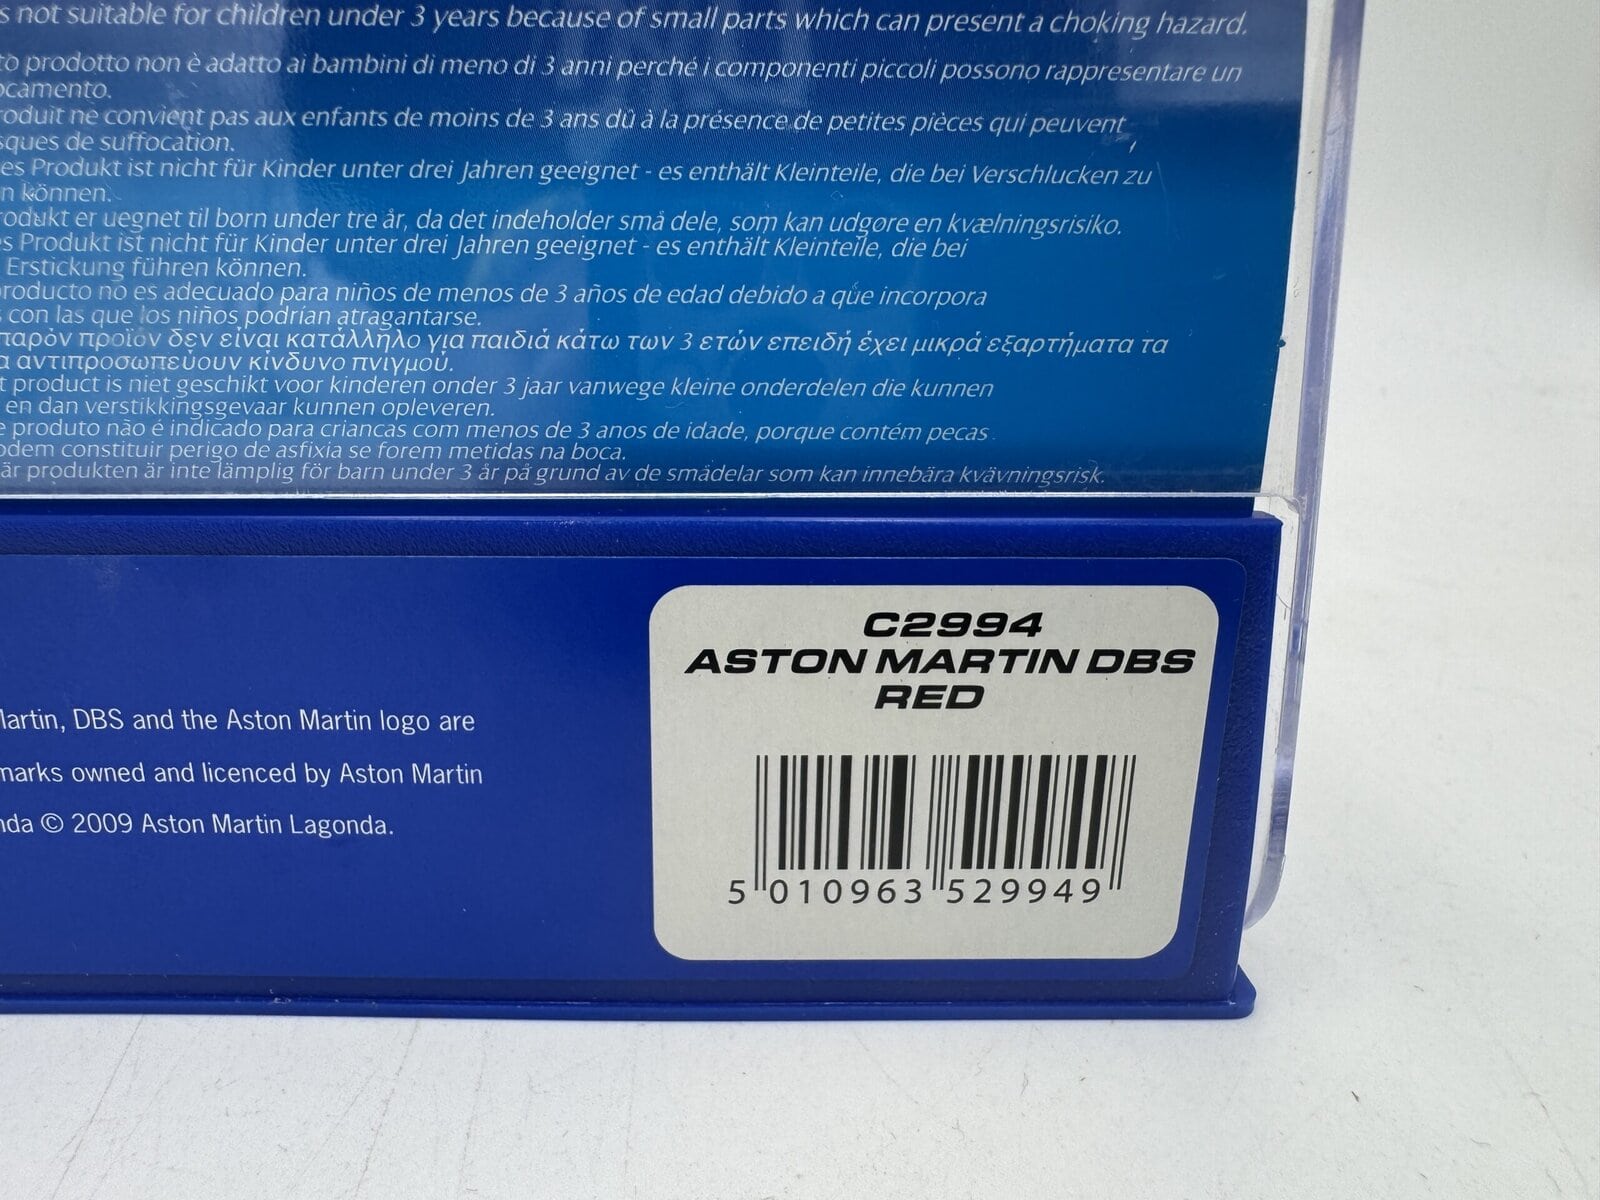 s not suitable for children under 3 years because of small parts which can present a choking hazard.
to prodotto non è adatto ai bambini di meno di 3 anni perché i componenti piccoli possono rappresentare un
ocamento.
roduit ne convient pas aux enfants de moins de 3 ans dû à la présence de petites pièces qui peuvent
sques de suffocation.
es Produkt ist nicht für Kinder unter drei Jahren geeignet - es enthält Kleinteile, die bei Verschlucken zu
n können.
rodukt er uegnet til børn under tre år, da det indeholder små dele, som kan udgøre en kvælningsrisiko.
s Produkt ist nicht für Kinder unter drei Jahren geeignet - es enthält Kleinteile, die bei
Erstickung führen können.
roducto no es adecuado para niños de menos de 3 años de edad debido a que incorpora
con las que los niños podrían atragantarse.
παρόν προϊόν δεν είναι κατάλληλο για παιδιά κάτω των 3 ετών επειδή έχει μικρά εξαρτήματα τα
α αντιπροσωπεύουν κίνδυνο πνιγμού.
t product is niet geschikt voor kinderen onder 3 jaar vanwege kleine onderdelen die kunnen
en dan verstikkingsgevaar kunnen opleveren.
e produto não é indicado para criancas com menos de 3 anos de idade, porque contém pecas
odem constituir perigo de asfixia se forem metidas na boca.
är produkten är inte lämplig för barn under 3 år på grund av de smådelar som kan innebära kvävningsrisk.
Martin, DBS and the Aston Martin logo are
marks owned and licenced by Aston Martin
nda © 2009 Aston Martin Lagonda.
C2994
ASTON MARTIN DBS
RED
5 010963 529949